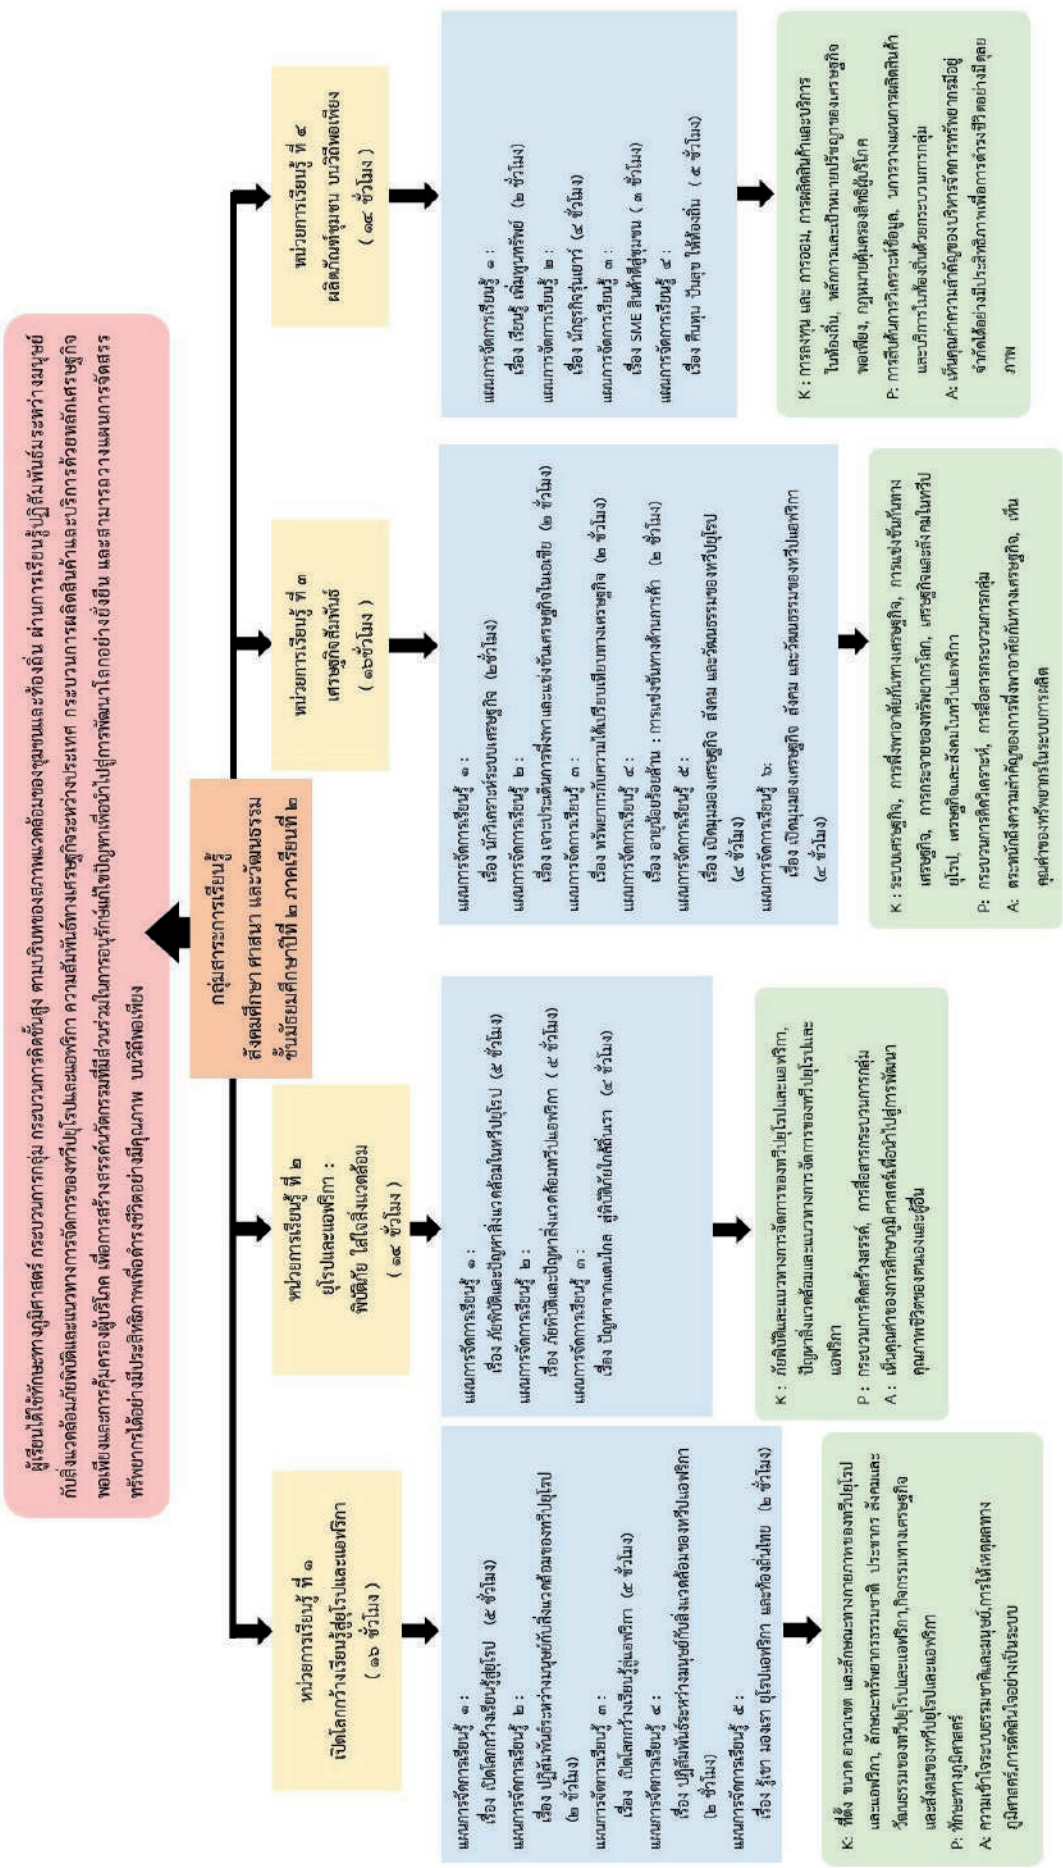 ผู้เรียนได้ใช้ทักษะทางภูมิศาสตร์ กระบวนการกลุ่ม กระบวนการคิดขั้นสูง ตามบริบทของสภาพแวดล้อมของชุมชนและท้องถิ่น ผ่านการเรียนรู้ปฏิสัมพันธ์ระหว่างมนุษย์
กับสิ่งแวดล้อมภัยพิบัติและแนวทางการจัดการของทวีปยุโรปและแอฟริกา ความสัมพันธ์ทางเศรษฐกิจระหว่างประเทศ กระบวนการผลิตสินค้าและบริการด้วยหลักเศรษฐกิจ
พอเพียงและการคุ้มครองผู้บริโภค เพื่อการสร้างสรรค์นวัตกรรมที่มีส่วนร่วมในการอนุรักษ์แก้ไขปัญหาเพื่อนำไปสู่การพัฒนาโลกอย่างยั่งยืน และสามารถวางแผนการจัดสรร
ทรัพยากรได้อย่างมีประสิทธิภาพเพื่อดำรงชีวิตอย่างมีคุณภาพ บนวิถีพอเพียง
กลุ่มสาระการเรียนรู้
สังคมศึกษา ศาสนา และวัฒนธรรม
ชั้นมัธยมศึกษาปีที่ ๒ ภาคเรียนที่ ๒
หน่วยการเรียนรู้ ที่ ๑
เปิดโลกกว้างเรียนรู้สู่ยุโรปและแอฟริกา
( ๑๖ ชั่วโมง )
แผนการจัดการเรียนรู้ ๑ :
เรื่อง เปิดโลกกว้างเรียนรู้สู่ยุโรป (๕ ชั่วโมง)
แผนการจัดการเรียนรู้ ๒ :
เรื่อง ปฏิสัมพันธ์ระหว่างมนุษย์กับสิ่งแวดล้อมของทวีปยุโรป
(๒ ชั่วโมง)
แผนการจัดการเรียนรู้ ๓ :
เรื่อง เปิดโลกกว้างเรียนรู้สู่แอฟริกา (๕ ชั่วโมง)
แผนการจัดการเรียนรู้ ๔ :
เรื่อง ปฏิสัมพันธ์ระหว่างมนุษย์กับสิ่งแวดล้อมของทวีปแอฟริกา
(๒ ชั่วโมง)
แผนการจัดการเรียนรู้ ๕ :
เรื่อง รู้เขา มองเรา ยุโรปแอฟริกา และท้องถิ่นไทย (๒ ชั่วโมง)
K: ที่ตั้ง ขนาด อาณาเขต และลักษณะทางกายภาพของทวีปยุโรป
และแอฟริกา, ลักษณะทรัพยากรธรรมชาติ ประชากร สังคมและ
วัฒนธรรมของทวีปยุโรปและแอฟริกา,กิจกรรมทางเศรษฐกิจ
และสังคมของทวีปยุโรปและแอฟริกา
P: ทักษะทางภูมิศาสตร์
A: ความเข้าใจระบบธรรมชาติและมนุษย์,การให้เหตุผลทาง
ภูมิศาสตร์,การตัดสินใจอย่างเป็นระบบ
หน่วยการเรียนรู้ ที่ ๒
ยุโรปและแอฟริกา :
พิบัติภัย ใส่ใจสิ่งแวดล้อม
( ๑๔ ชั่วโมง )
แผนการจัดการเรียนรู้ ๑ :
เรื่อง ภัยพิบัติและปัญหาสิ่งแวดล้อมในทวีปยุโรป (๕ ชั่วโมง)
แผนการจัดการเรียนรู้ ๒ :
เรื่อง ภัยพิบัติและปัญหาสิ่งแวดล้อมทวีปแอฟริกา ( ๕ ชั่วโมง)
แผนการจัดการเรียนรู้ ๓ :
เรื่อง ปัญหาจากแดนไกล สู่พิบัติภัยใกล้ถิ่นเรา (๔ ชั่วโมง)
K : ภัยพิบัติและแนวทางการจัดการของทวีปยุโรปและแอฟริกา,
ปัญหาสิ่งแวดล้อมและแนวทางการจัดการของทวีปยุโรปและ
แอฟริกา
P : กระบวนการคิดสร้างสรรค์, การสื่อสารกระบวนการกลุ่ม
A : เห็นคุณค่าของการศึกษาภูมิศาสตร์เพื่อนำไปสู่การพัฒนา
คุณภาพชีวิตของตนเองและผู้อื่น
หน่วยการเรียนรู้ ที่ ๓
เศรษฐกิจสัมพันธ์
( ๑๖ชั่วโมง )
แผนการจัดการเรียนรู้ ๑ :
เรื่อง นักวิเคราะห์ระบบเศรษฐกิจ (๒ชั่วโมง)
แผนการจัดการเรียนรู้ ๒ :
เรื่อง เจาะประเด็นการพึ่งพาและแข่งขันเศรษฐกิจในเอเชีย (๒ ชั่วโมง)
แผนการจัดการเรียนรู้ ๓ :
เรื่อง ทรัพยากรกับความได้เปรียบทางเศรษฐกิจ (๒ ชั่วโมง)
แผนการจัดการเรียนรู้ ๔ :
เรื่อง อายุน้อยร้อยล้าน : การแข่งขันทางด้านการค้า (๒ ชั่วโมง)
แผนการจัดการเรียนรู้ ๕ :
เรื่อง เปิดมุมมองเศรษฐกิจ สังคม และวัฒนธรรมของทวีปยุโรป
(๔ ชั่วโมง)
แผนการจัดการเรียนรู้ ๖:
เรื่อง เปิดมุมมองเศรษฐกิจ สังคม และวัฒนธรรมของทวีปแอฟริกา
(๔ ชั่วโมง)
K : ระบบเศรษฐกิจ, การพึ่งพาอาศัยกันทางเศรษฐกิจ, การแข่งขันกันทาง
เศรษฐกิจ, การกระจายของทรัพยากรโลก, เศรษฐกิจและสังคมในทวีป
ยุโรป, เศรษฐกิจและสังคมในทวีปแอฟริกา
P: กระบวนการคิดวิเคราะห์, การสื่อสารกระบวนการกลุ่ม
A: ตระหนักถึงความสำคัญของการพึ่งพาอาศัยกันทางเศรษฐกิจ, เห็น
คุณค่าของทรัพยากรในระบบการผลิต
หน่วยการเรียนรู้ ที่ ๔
ผลิตภัณฑ์ชุมชน บนวิถีพอเพียง
( ๑๔ ชั่วโมง )
แผนการจัดการเรียนรู้ ๑ :
เรื่อง เรียนรู้ เพิ่มพูนทรัพย์ (๒ ชั่วโมง)
แผนการจัดการเรียนรู้ ๒ :
เรื่อง นักธุรกิจรุ่นเยาว์ (๔ ชั่วโมง)
แผนการจัดการเรียนรู้ ๓ :
เรื่อง SME สินค้าดีสู่ชุมชน ( ๓ ชั่วโมง)
แผนการจัดการเรียนรู้ ๔ :
เรื่อง คืนทุน ปันสุข ให้ท้องถิ่น ( ๕ ชั่วโมง)
K : การลงทุน และ การออม, การผลิตสินค้าและบริการ
ในท้องถิ่น, หลักการและเป้าหมายปรัชญาของเศรษฐกิจ
พอเพียง, กฎหมายคุ้มครองสิทธิผู้บริโภค
P: การสืบค้นการวิเคราะห์ข้อมูล, นการวางแผนการผลิตสินค้า
และบริการในท้องถิ่นด้วยกระบวนการกลุ่ม
A: เห็นคุณค่าความสำคัญของบริหารจัดการทรัพยากรมีอยู่
จำกัดได้อย่างมีประสิทธิภาพเพื่อการดำรงชีวิตอย่างมีดุลย
ภาพ